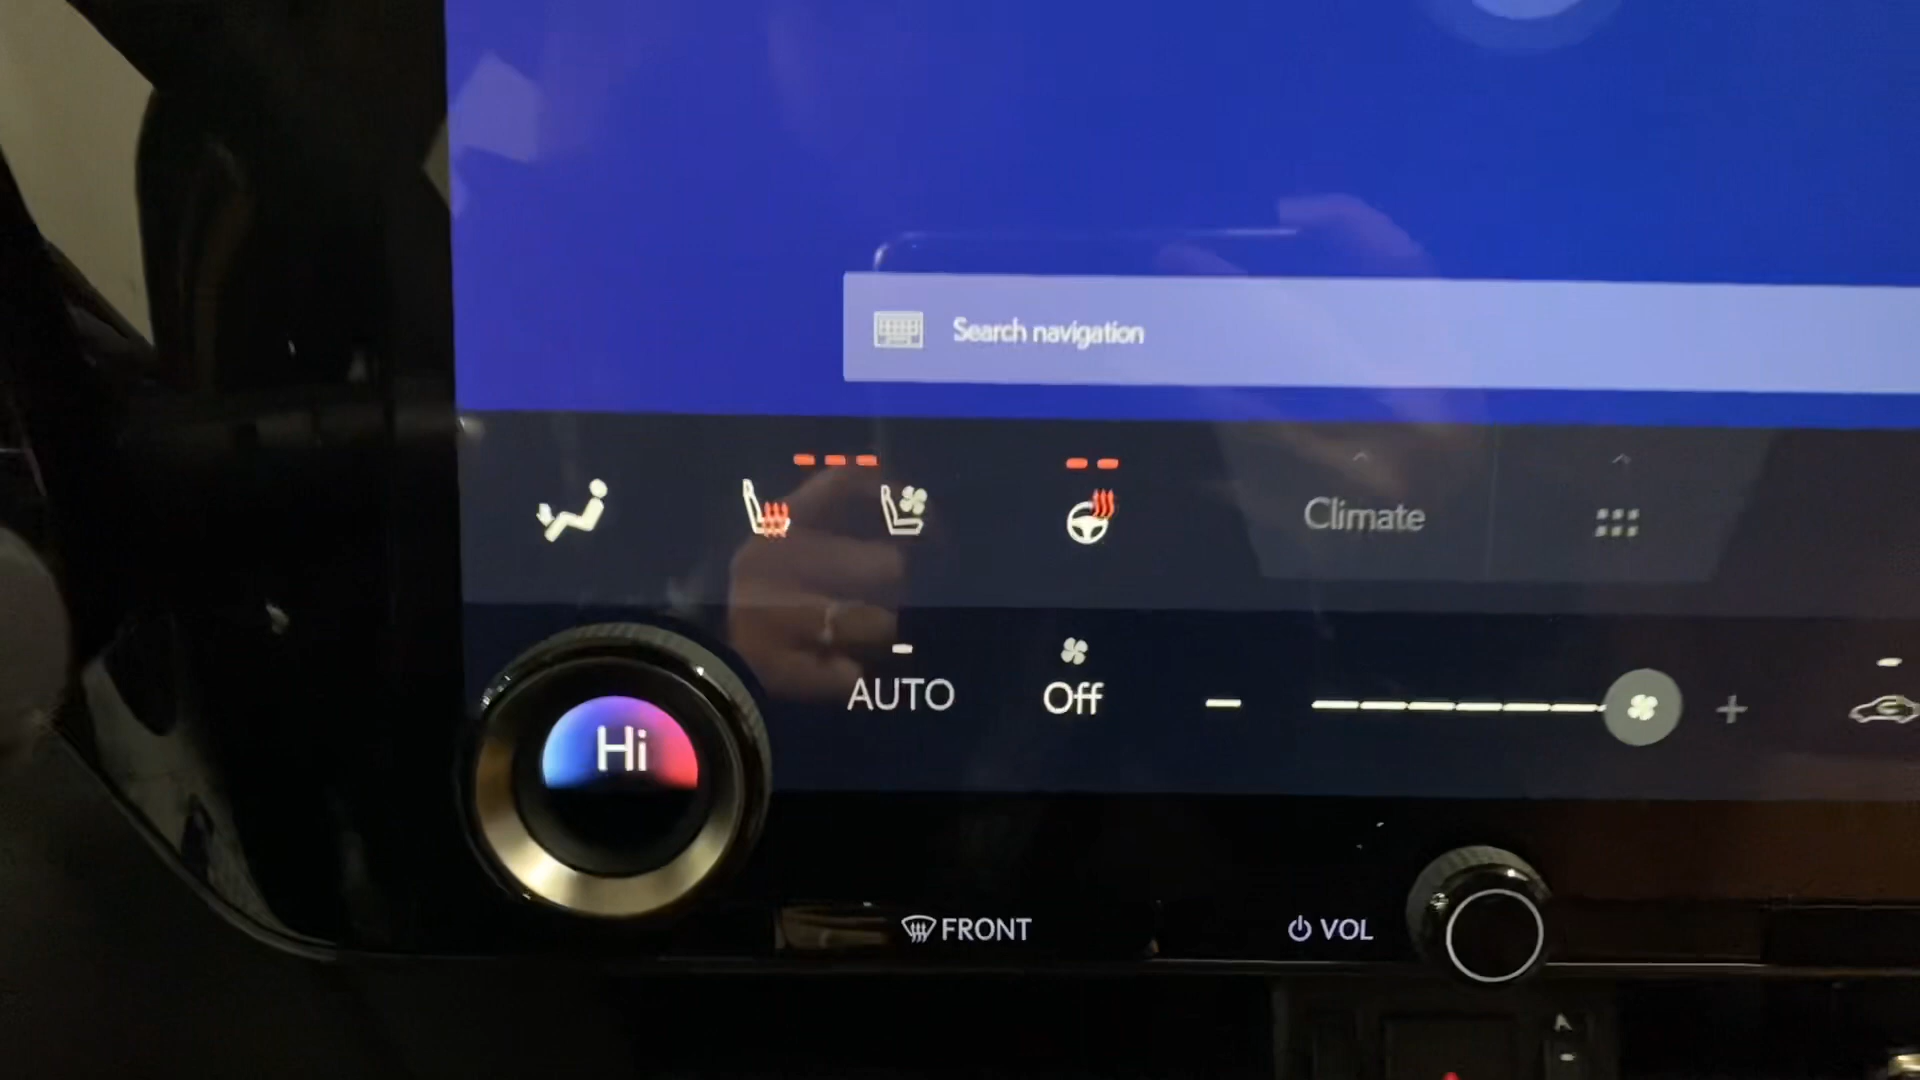 Search navigation
Climate
AUTO
Off
Hi
FRONT
VOL
A